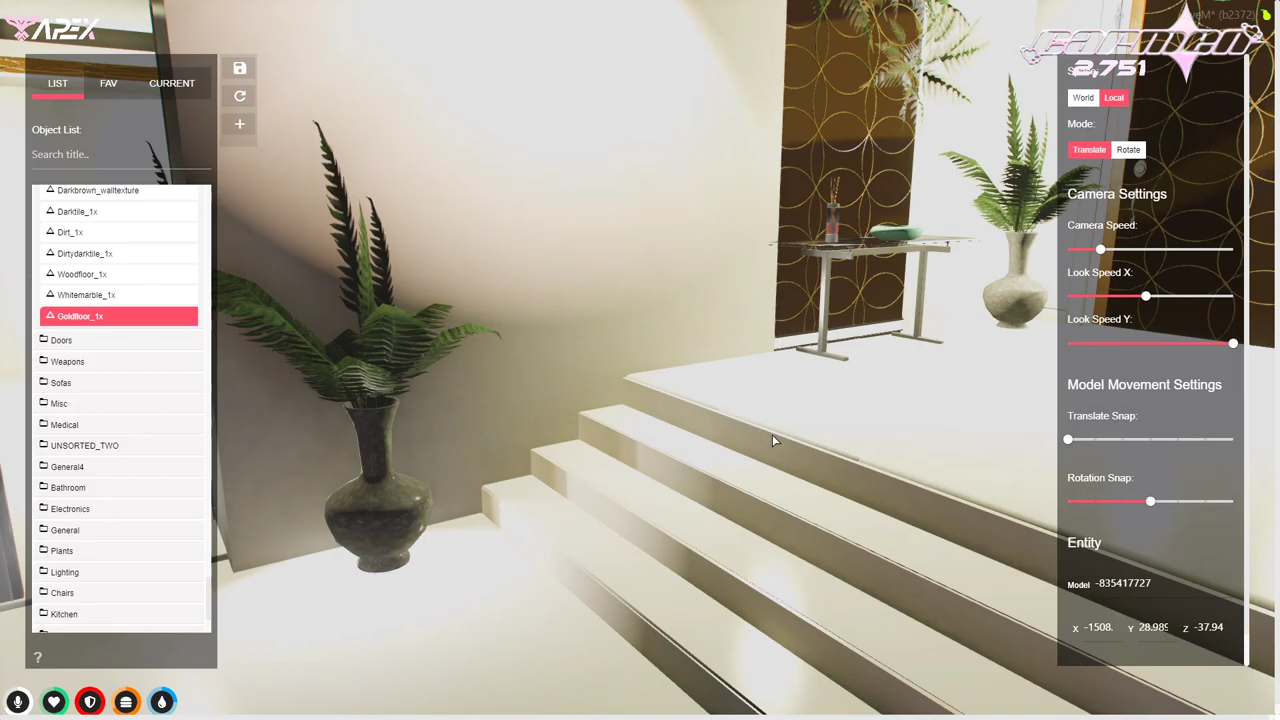 APEX
LIST FAV CURRENT
Object List:
Search title..
Darkbrown_walltexture
Darktile_1x
Dirt_1x
Dirtydarktile_1x
Woodfloor_1x
Whitemarble_1x
Goldfloor_1x
Doors
Weapons
Sofas
Misc
Medical
UNSORTED_TWO
General4
Bathroom
Electronics
General
Plants
Lighting
Chairs
Kitchen
?
(b2372)
carmen
2,751
World Local
Mode:
Translate Rotate
Camera Settings
Camera Speed:
Look Speed X:
Look Speed Y:
Model Movement Settings
Translate Snap:
Rotation Snap:
Entity
Model -835417727
X -1508. Y 28.989 Z -37.94